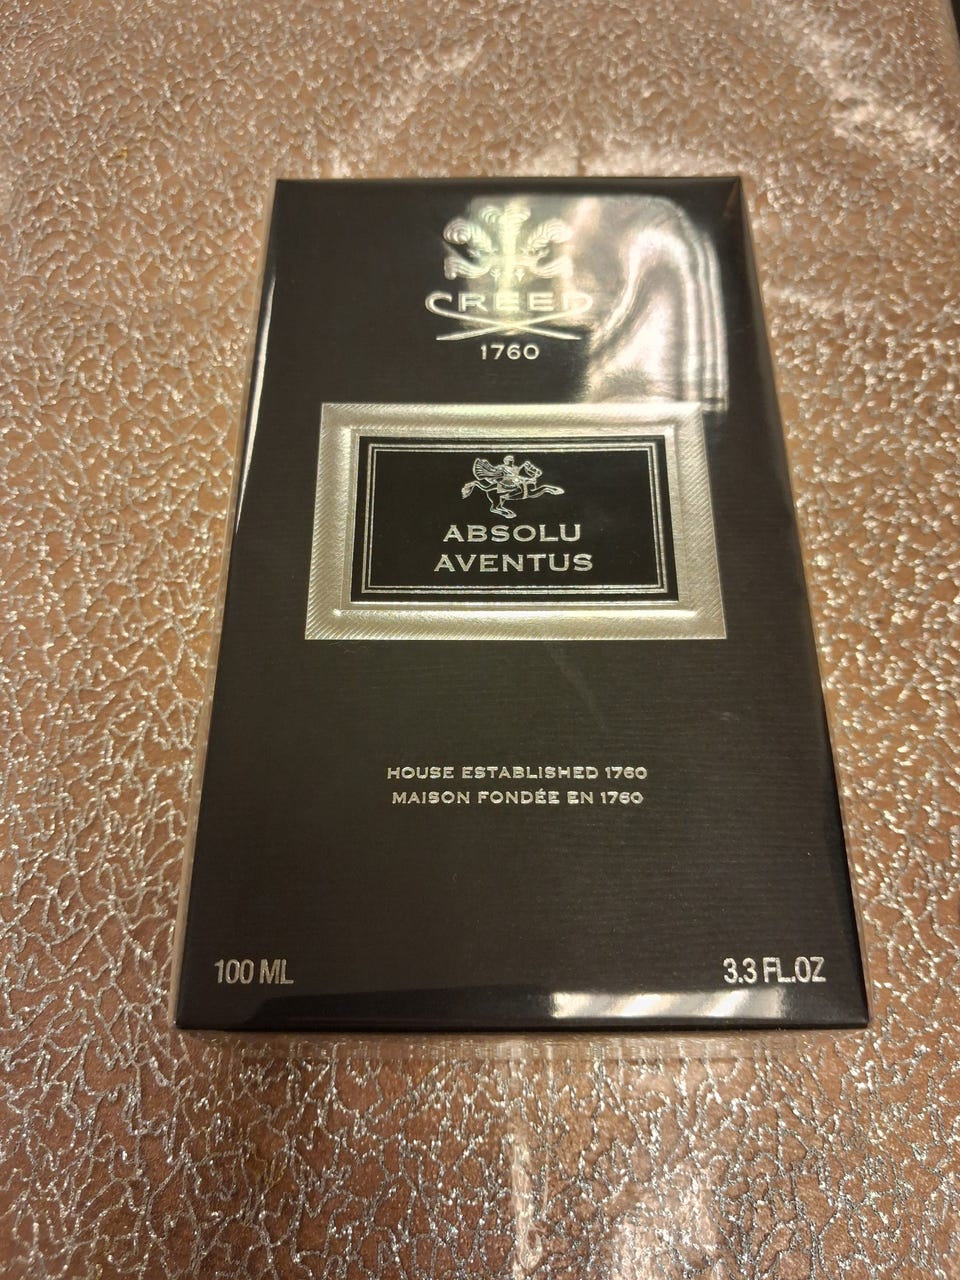 CREED
1760
ABSOLU
AVENTUS
HOUSE ESTABLISHED 1760
MAISON FONDÉE EN 1760
100 ML
3.3 FL.OZ